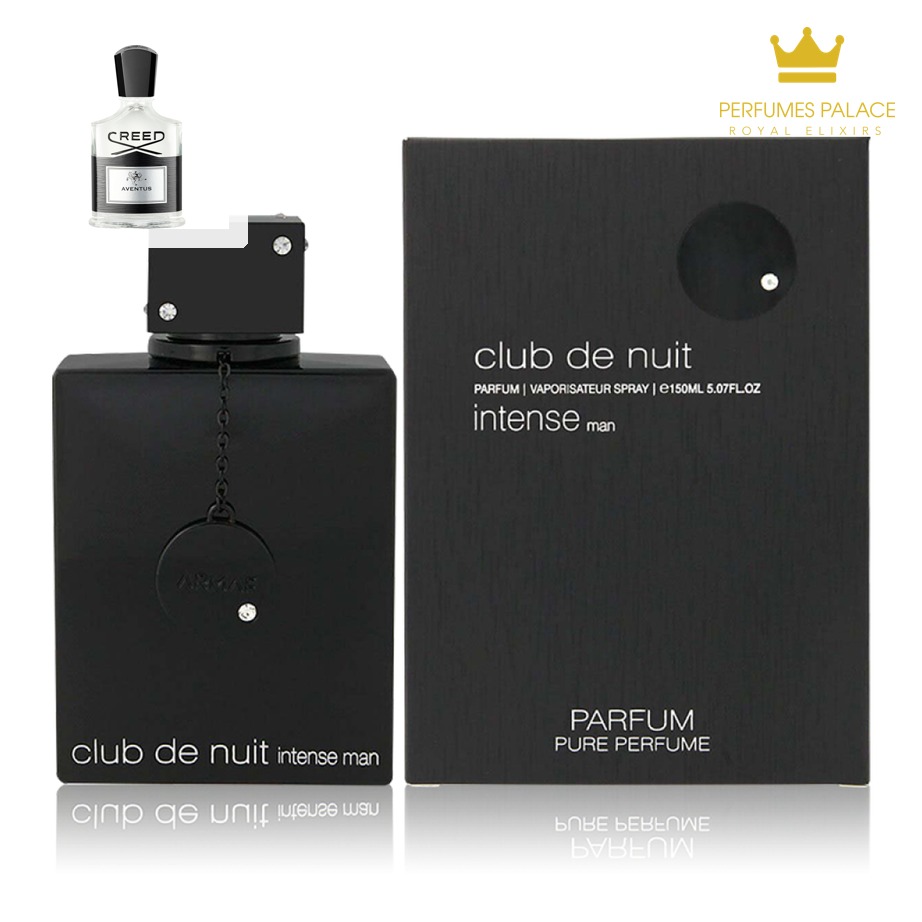 CREED
AVENTUS
PERFUMES PALACE
ROYAL ELIXIRS
club de nuit
PARFUM | VAPORISATEUR SPRAY | ℮150ML 5.07FL.OZ
intense man
ARMAF
club de nuit intense man
PARFUM
PURE PERFUME